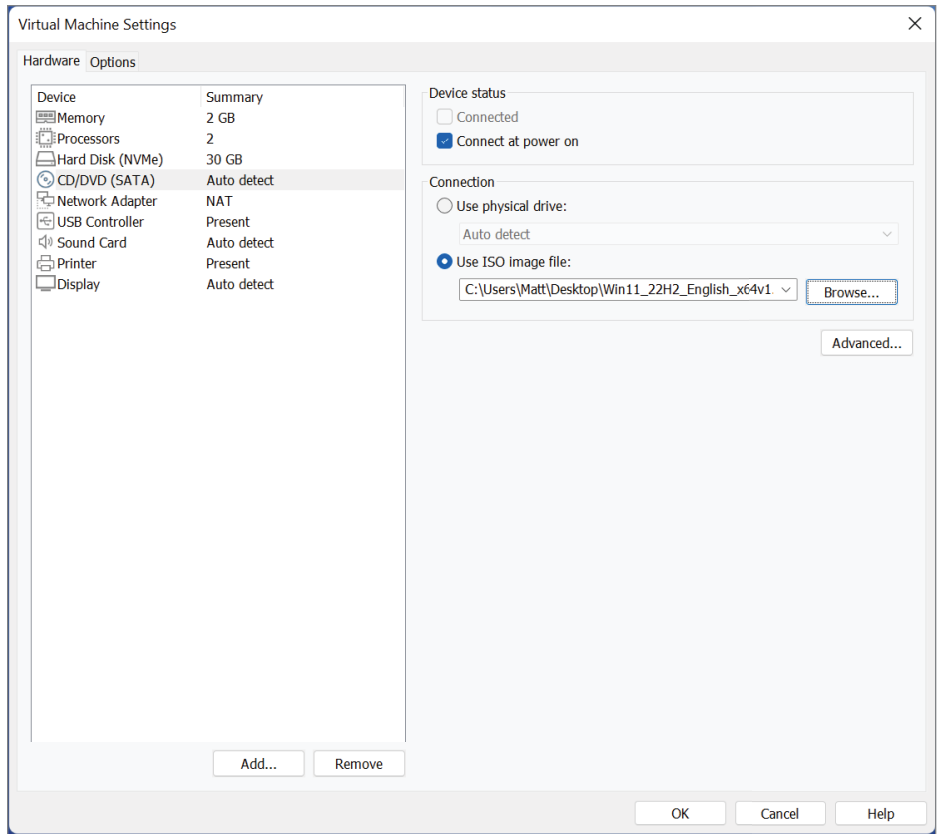 Virtual Machine Settings
Hardware Options
Device Summary
Memory 2 GB
Processors 2
Hard Disk (NVMe) 30 GB
CD/DVD (SATA) Auto detect
Network Adapter NAT
USB Controller Present
Sound Card Auto detect
Printer Present
Display Auto detect
Add... Remove
Device status
Connected
Connect at power on
Connection
Use physical drive:
Auto detect
Use ISO image file:
C:\Users\Matt\Desktop\Win11_22H2_English_x64v1. Browse...
Advanced...
OK Cancel Help